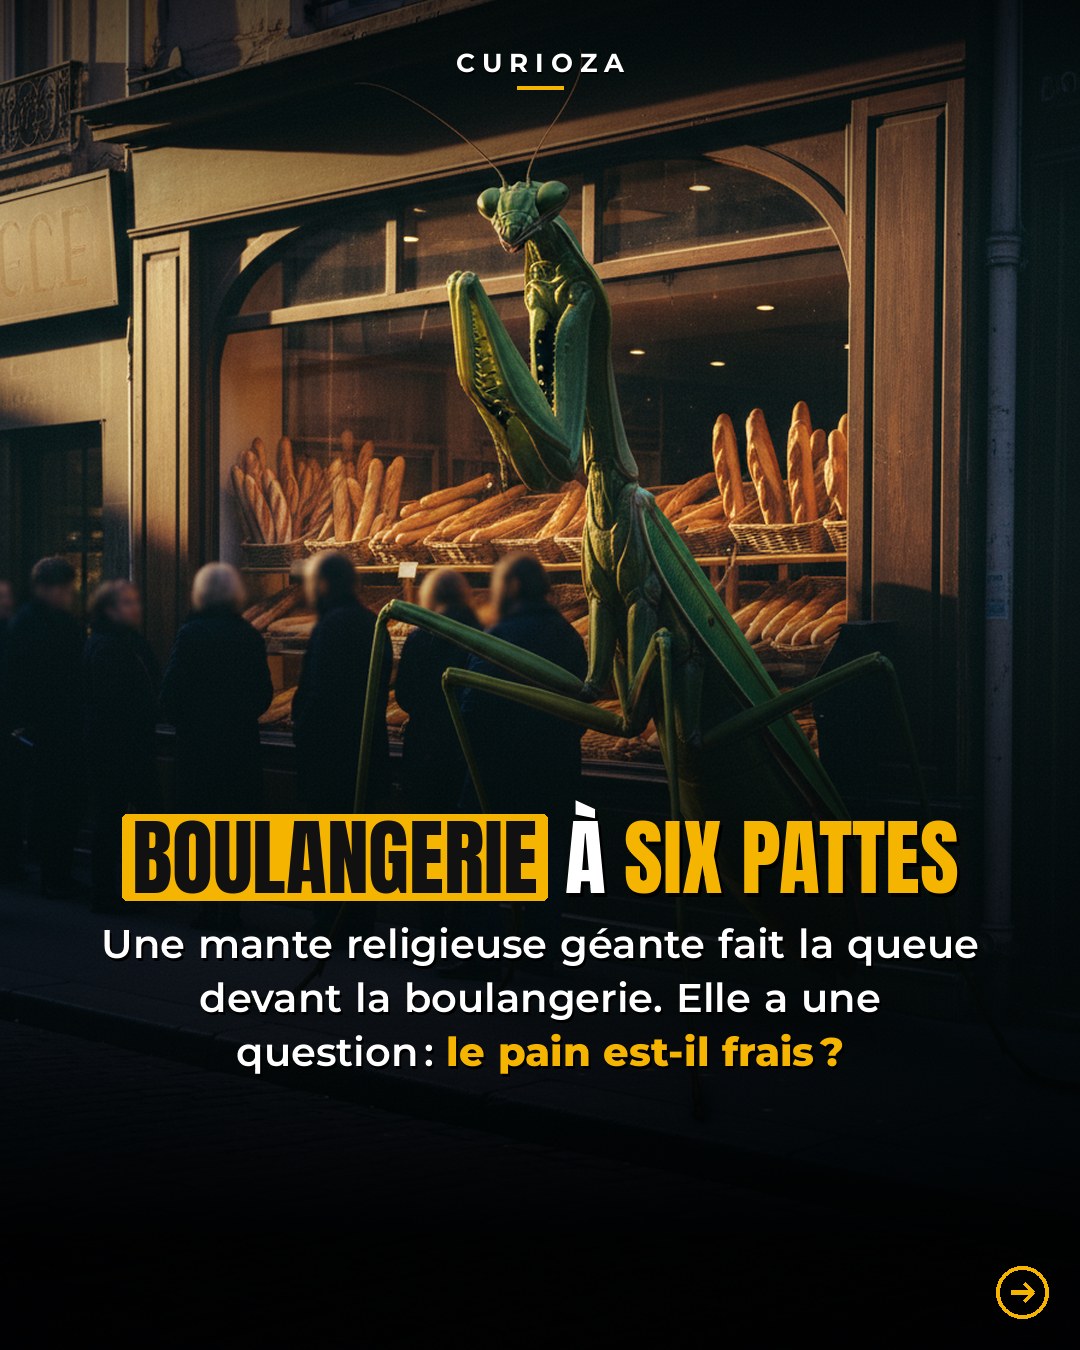 CURIOZA
BOULANGERIE À SIX PATTES
Une mante religieuse géante fait la queue
devant la boulangerie. Elle a une
question : le pain est-il frais ?